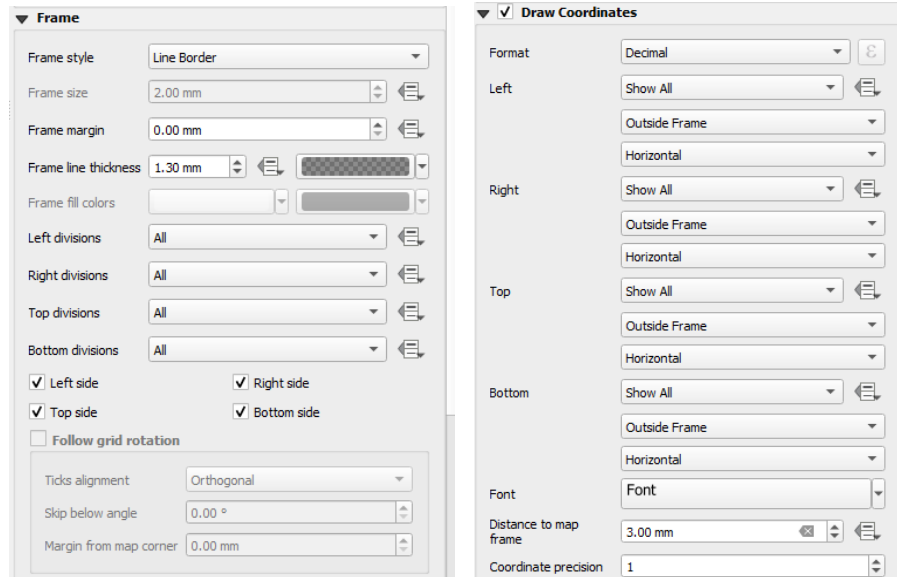 Frame
Frame style Line Border
Frame size 2.00 mm
Frame margin 0.00 mm
Frame line thickness 1.30 mm
Frame fill colors
Left divisions All
Right divisions All
Top divisions All
Bottom divisions All
Left side Right side
Top side Bottom side
Follow grid rotation
Ticks alignment Orthogonal
Skip below angle 0.00 °
Margin from map corner 0.00 mm
Draw Coordinates
Format Decimal ε
Left Show All
Outside Frame
Horizontal
Right Show All
Outside Frame
Horizontal
Top Show All
Outside Frame
Horizontal
Bottom Show All
Outside Frame
Horizontal
Font Font
Distance to map
frame 3.00 mm
Coordinate precision 1